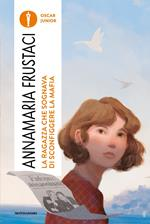 OSCAR
JUNIOR
ANNAMARIA FRUSTACI
LA RAGAZZA CHE SOGNAVA
DI SCONFIGGERE LA MAFIA
MONDADORI